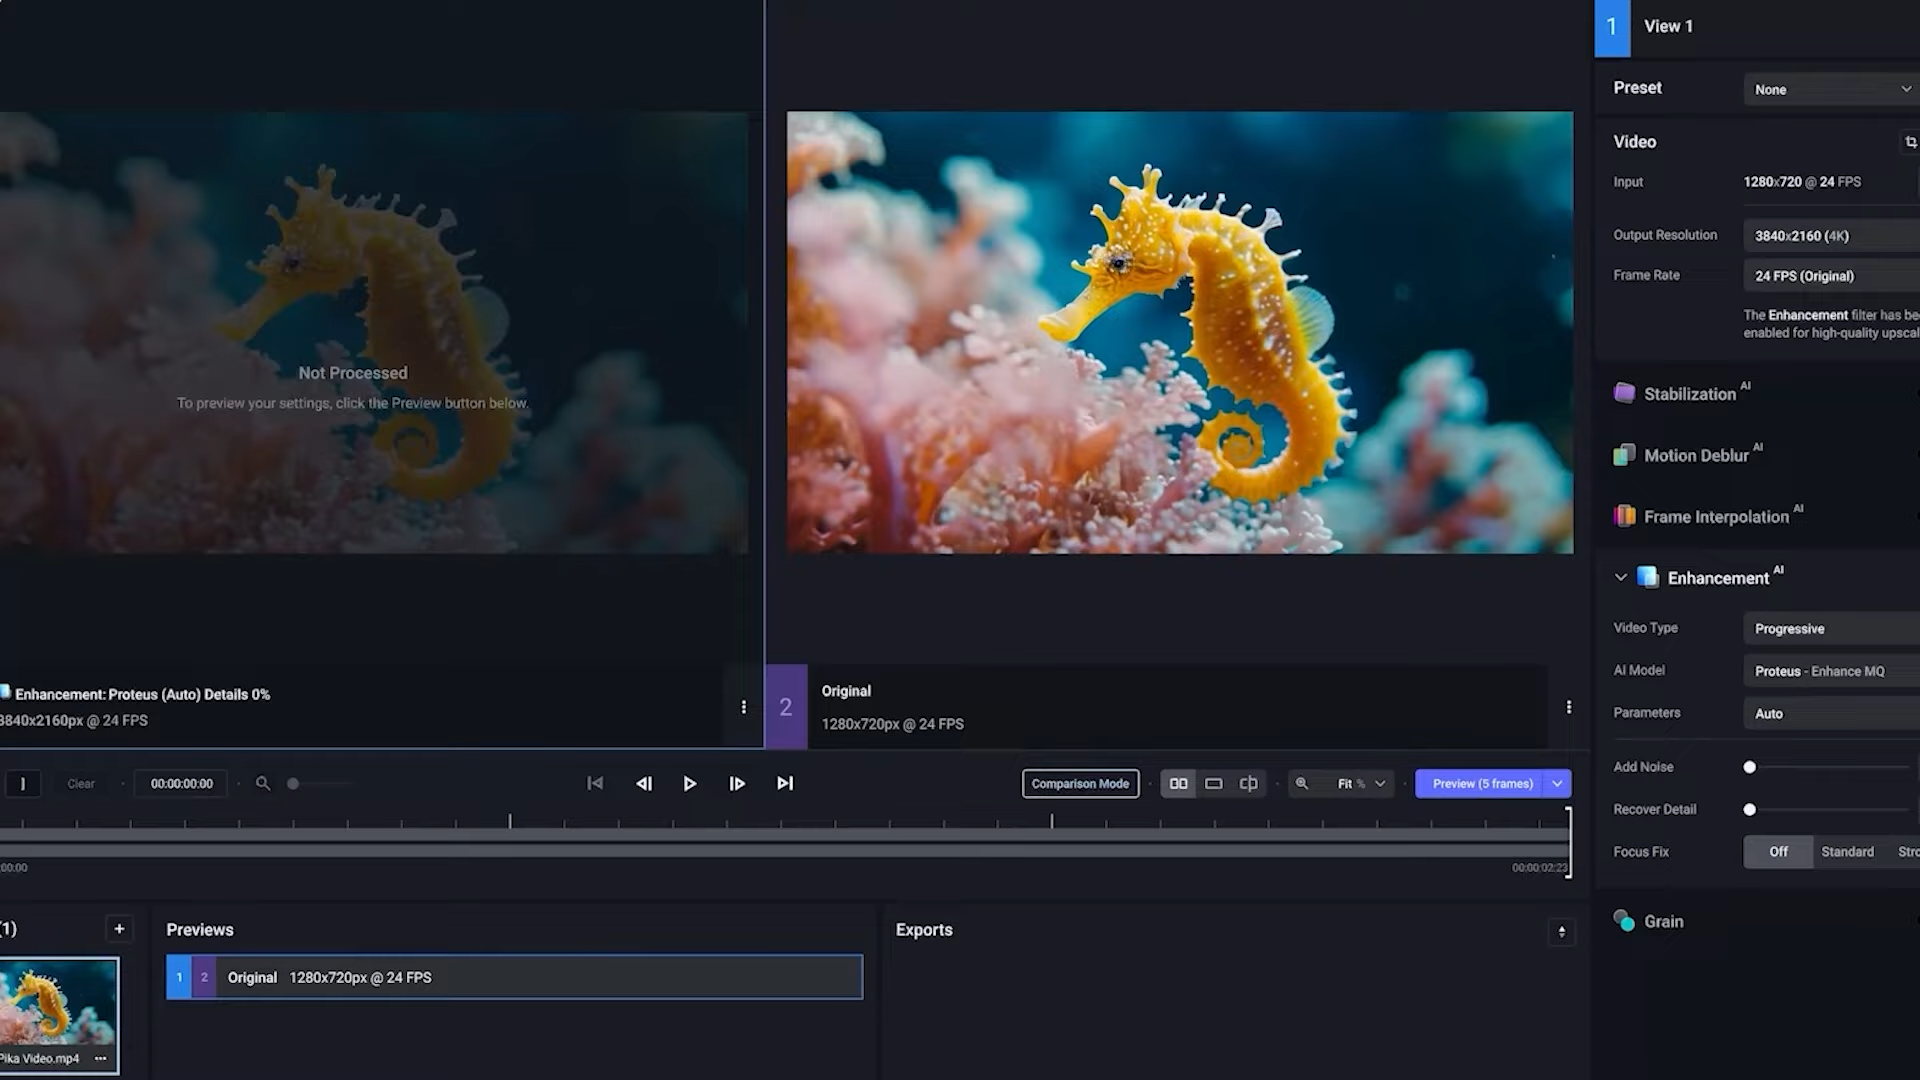 1 View 1
Preset None
Video
Input 1280x720 @ 24 FPS
Output Resolution 3840x2160 (4K)
Frame Rate 24 FPS (Original)
The Enhancement filter has
enabled for high-quality
Stabilization AI
Motion Deblur AI
Frame Interpolation AI
Enhancement AI
Video Type Progressive
AI Model Proteus - Enhance MQ
Parameters Auto
Add Noise
Recover Detail
Focus Fix Off Standard
Grain
Not Processed
To preview your settings, click the Preview button below.
Enhancement: Proteus (Auto) Details 0%
3840x2160px @ 24 FPS
2 Original
1280x720px @ 24 FPS
] Clear 00:00:00:00
Comparison Mode Fit % Preview (5 frames)
:00:00 00:00:02:23
(1) +
Previews
1 2 Original 1280x720px @ 24 FPS
Exports
Pika Video.mp4 ...